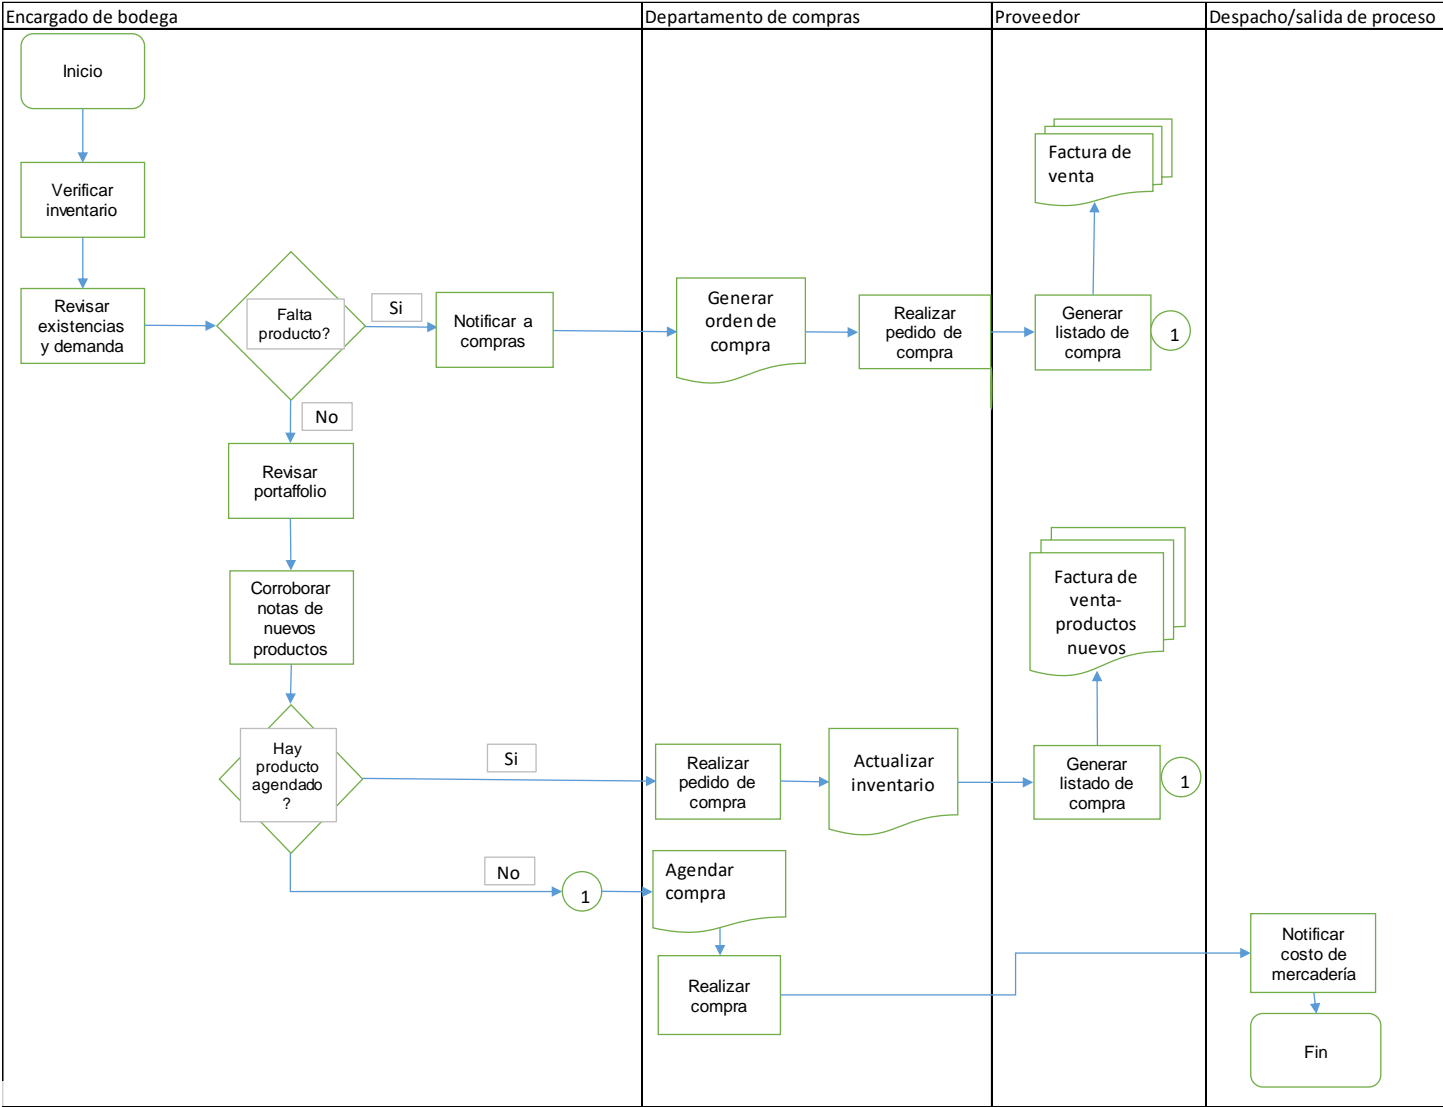 Encargado de bodega
Departamento de compras
Proveedor
Despacho/salida de proceso
Inicio
Verificar
inventario
Revisar
existencias
y demanda
Falta
producto?
Si
Notificar a
compras
Generar
orden de
compra
Realizar
pedido de
compra
Generar
listado de
compra
1
Factura de
venta
No
Revisar
portaffolio
Corroborar
notas de
nuevos
productos
Hay
producto
agendado
?
Si
Realizar
pedido de
compra
Actualizar
inventario
Generar
listado de
compra
1
Factura de
venta-
productos
nuevos
No
1
Agendar
compra
Realizar
compra
Notificar
costo de
mercadería
Fin